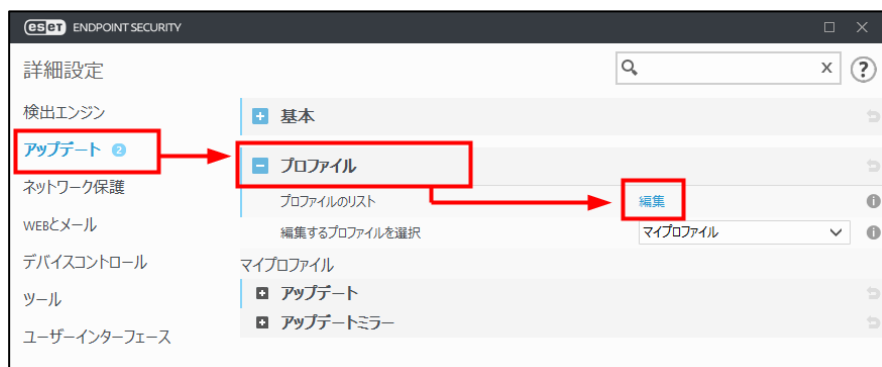 eset ENDPOINT SECURITY
詳細設定
検出エンジン
アップデート 2
ネットワーク保護
WEBとメール
デバイスコントロール
ツール
ユーザーインターフェース
基本
プロファイル
プロファイルのリスト 編集
編集するプロファイルを選択 マイプロファイル
マイプロファイル
アップデート
アップデートミラー